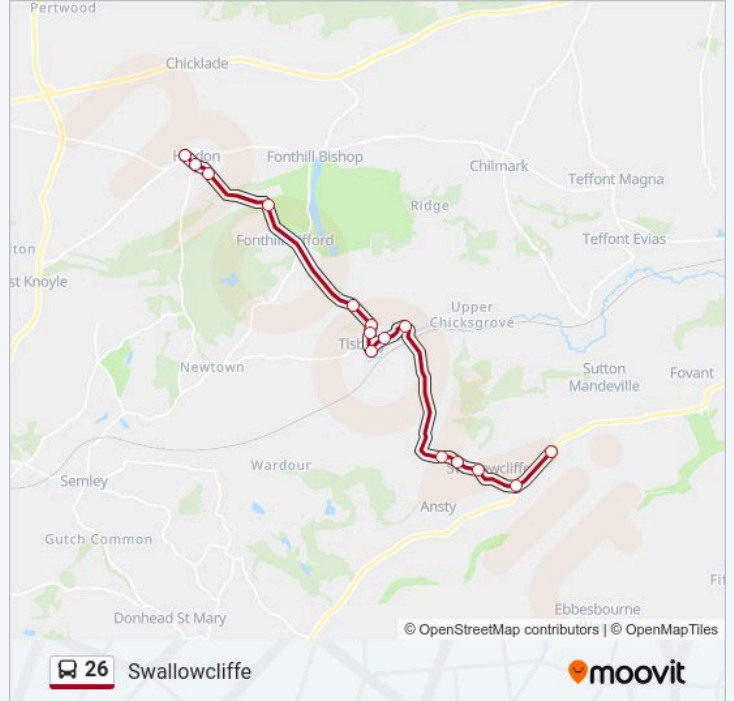 Pertwood
Chicklade
Fonthill Bishop
Chilmark
Teffont Magna
Ridge
Teffont Evias
st Knoyle
Upper
Chicksgrove
Newtown
Sutton
Mandeville
Fovant
Wardour
Semley
Ansty
Gutch Common
Ebbesbourne
Donhead St Mary
© OpenStreetMap contributors | © OpenMapTiles
26 Swallowcliffe
moovit